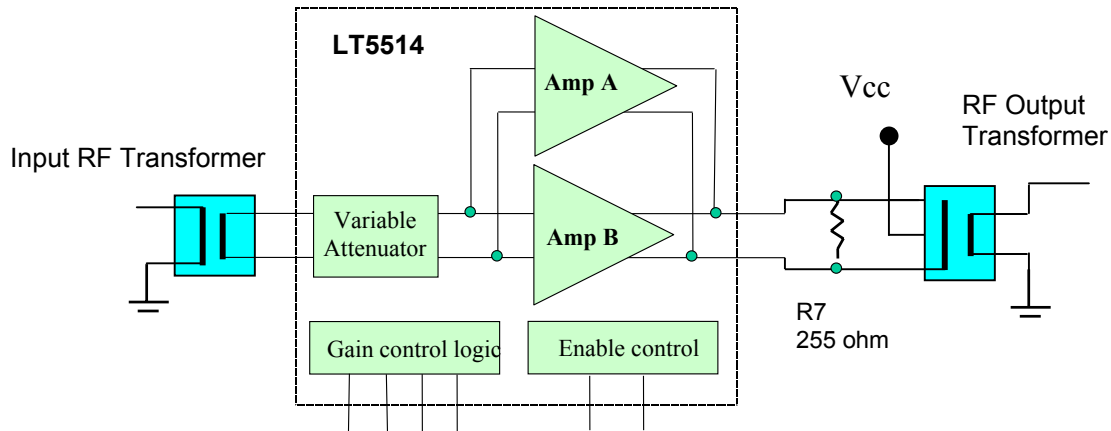 LT5514
Amp A
Vcc
RF Output
Transformer
Input RF Transformer
Variable
Attenuator
Amp B
R7
255 ohm
Gain control logic
Enable control